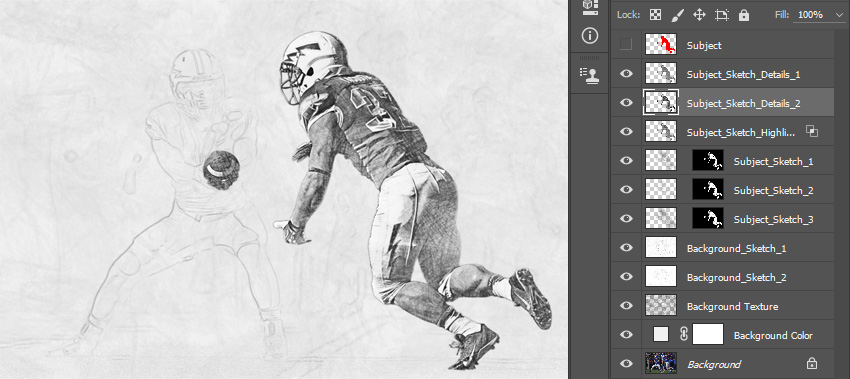 Lock:
Fill: 100%
Subject
Subject_Sketch_Details_1
Subject_Sketch_Details_2
Subject_Sketch_Highli...
Subject_Sketch_1
Subject_Sketch_2
Subject_Sketch_3
Background_Sketch_1
Background_Sketch_2
Background Texture
Background Color
Background